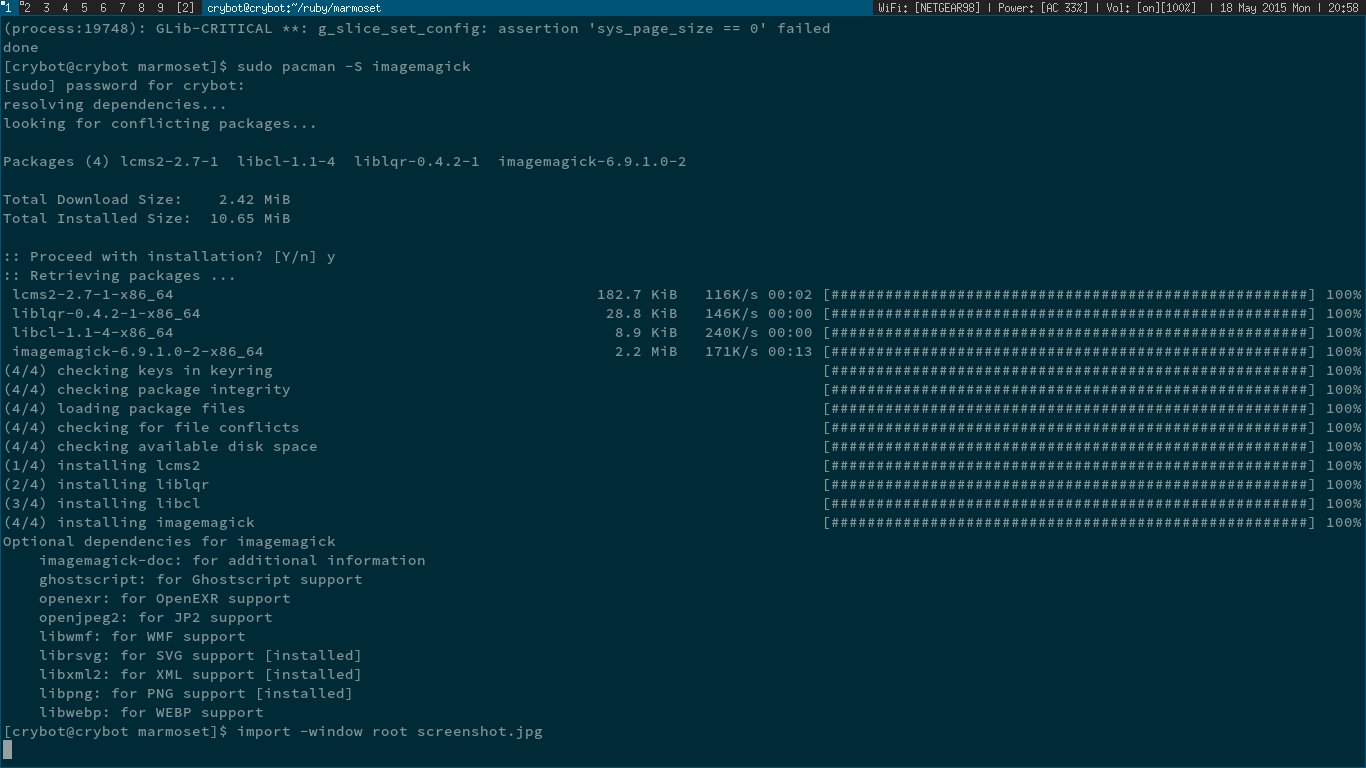 1 2 3 4 5 6 7 8 9 [2] crybot@crybot:~/ruby/marmoset WiFi: [NETGEAR98] | Power: [AC 33%] | Vol: [on][100%] | 18 May 2015 Mon | 20:58
(process:19748): GLib-CRITICAL **: g_slice_set_config: assertion 'sys_page_size == 0' failed
done
[crybot@crybot marmoset]$ sudo pacman -S imagemagick
[sudo] password for crybot:
resolving dependencies...
looking for conflicting packages...
Packages (4) lcms2-2.7-1  libcl-1.1-4  liblqr-0.4.2-1  imagemagick-6.9.1.0-2
Total Download Size:    2.42 MiB
Total Installed Size:  10.65 MiB
:: Proceed with installation? [Y/n] y
:: Retrieving packages ...
lcms2-2.7-1-x86_64 182.7 KiB 116K/s 00:02 [#####################################################] 100%
liblqr-0.4.2-1-x86_64 28.8 KiB 146K/s 00:00 [#####################################################] 100%
libcl-1.1-4-x86_64 8.9 KiB 240K/s 00:00 [#####################################################] 100%
imagemagick-6.9.1.0-2-x86_64 2.2 MiB 171K/s 00:13 [#####################################################] 100%
(4/4) checking keys in keyring [#####################################################] 100%
(4/4) checking package integrity [#####################################################] 100%
(4/4) loading package files [#####################################################] 100%
(4/4) checking for file conflicts [#####################################################] 100%
(4/4) checking available disk space [#####################################################] 100%
(1/4) installing lcms2 [#####################################################] 100%
(2/4) installing liblqr [#####################################################] 100%
(3/4) installing libcl [#####################################################] 100%
(4/4) installing imagemagick [#####################################################] 100%
Optional dependencies for imagemagick
imagemagick-doc: for additional information
ghostscript: for Ghostscript support
openexr: for OpenEXR support
openjpeg2: for JP2 support
libwmf: for WMF support
librsvg: for SVG support [installed]
libxml2: for XML support [installed]
libpng: for PNG support [installed]
libwebp: for WEBP support
[crybot@crybot marmoset]$ import -window root screenshot.jpg